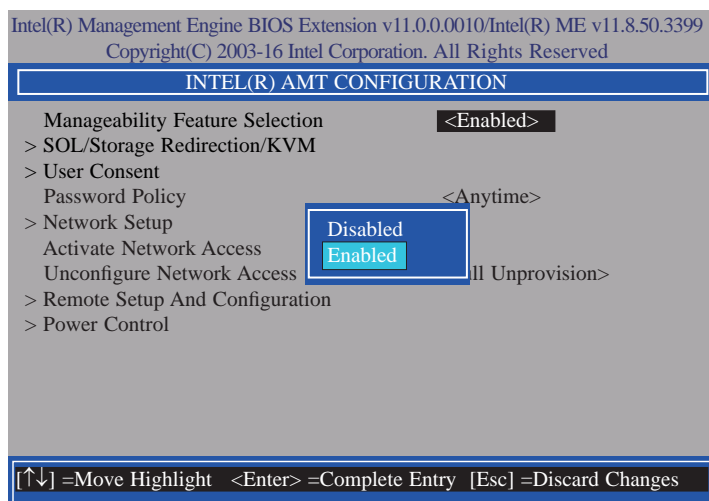 Intel(R) Management Engine BIOS Extension v11.0.0.0010/Intel(R) ME v11.8.50.3399
Copyright(C) 2003-16 Intel Corporation. All Rights Reserved
INTEL(R) AMT CONFIGURATION
Manageability Feature Selection <Enabled>
> SOL/Storage Redirection/KVM
> User Consent
Password Policy <Anytime>
> Network Setup
Disabled
Activate Network Access
Enabled
Unconfigure Network Access ll Unprovision>
> Remote Setup And Configuration
> Power Control
[↑↓] =Move Highlight <Enter> =Complete Entry [Esc] =Discard Changes